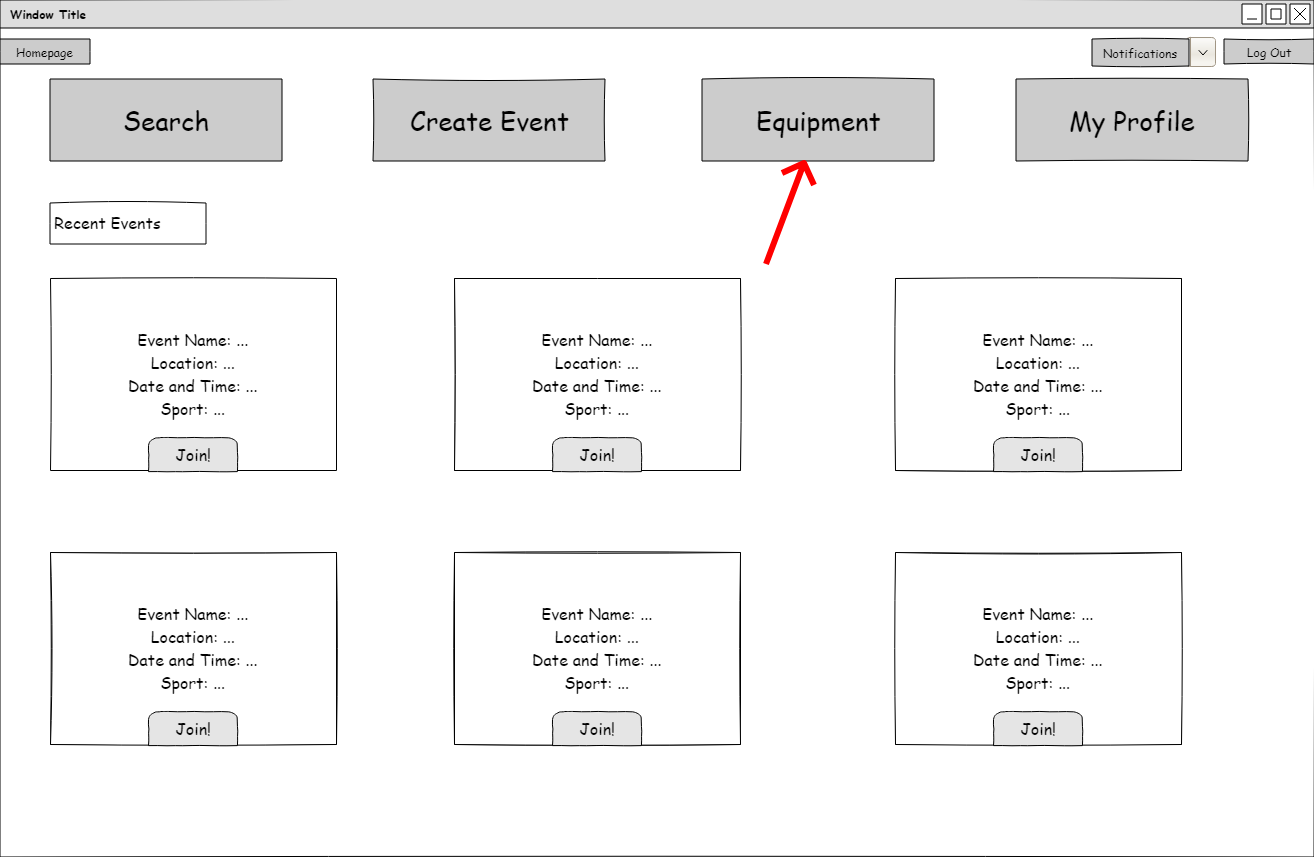 Window Title
Homepage
Notifications
Log Out
Search
Create Event
Equipment
My Profile
Recent Events
Event Name: ...
Location: ...
Date and Time: ...
Sport: ...
Join!
Event Name: ...
Location: ...
Date and Time: ...
Sport: ...
Join!
Event Name: ...
Location: ...
Date and Time: ...
Sport: ...
Join!
Event Name: ...
Location: ...
Date and Time: ...
Sport: ...
Join!
Event Name: ...
Location: ...
Date and Time: ...
Sport: ...
Join!
Event Name: ...
Location: ...
Date and Time: ...
Sport: ...
Join!